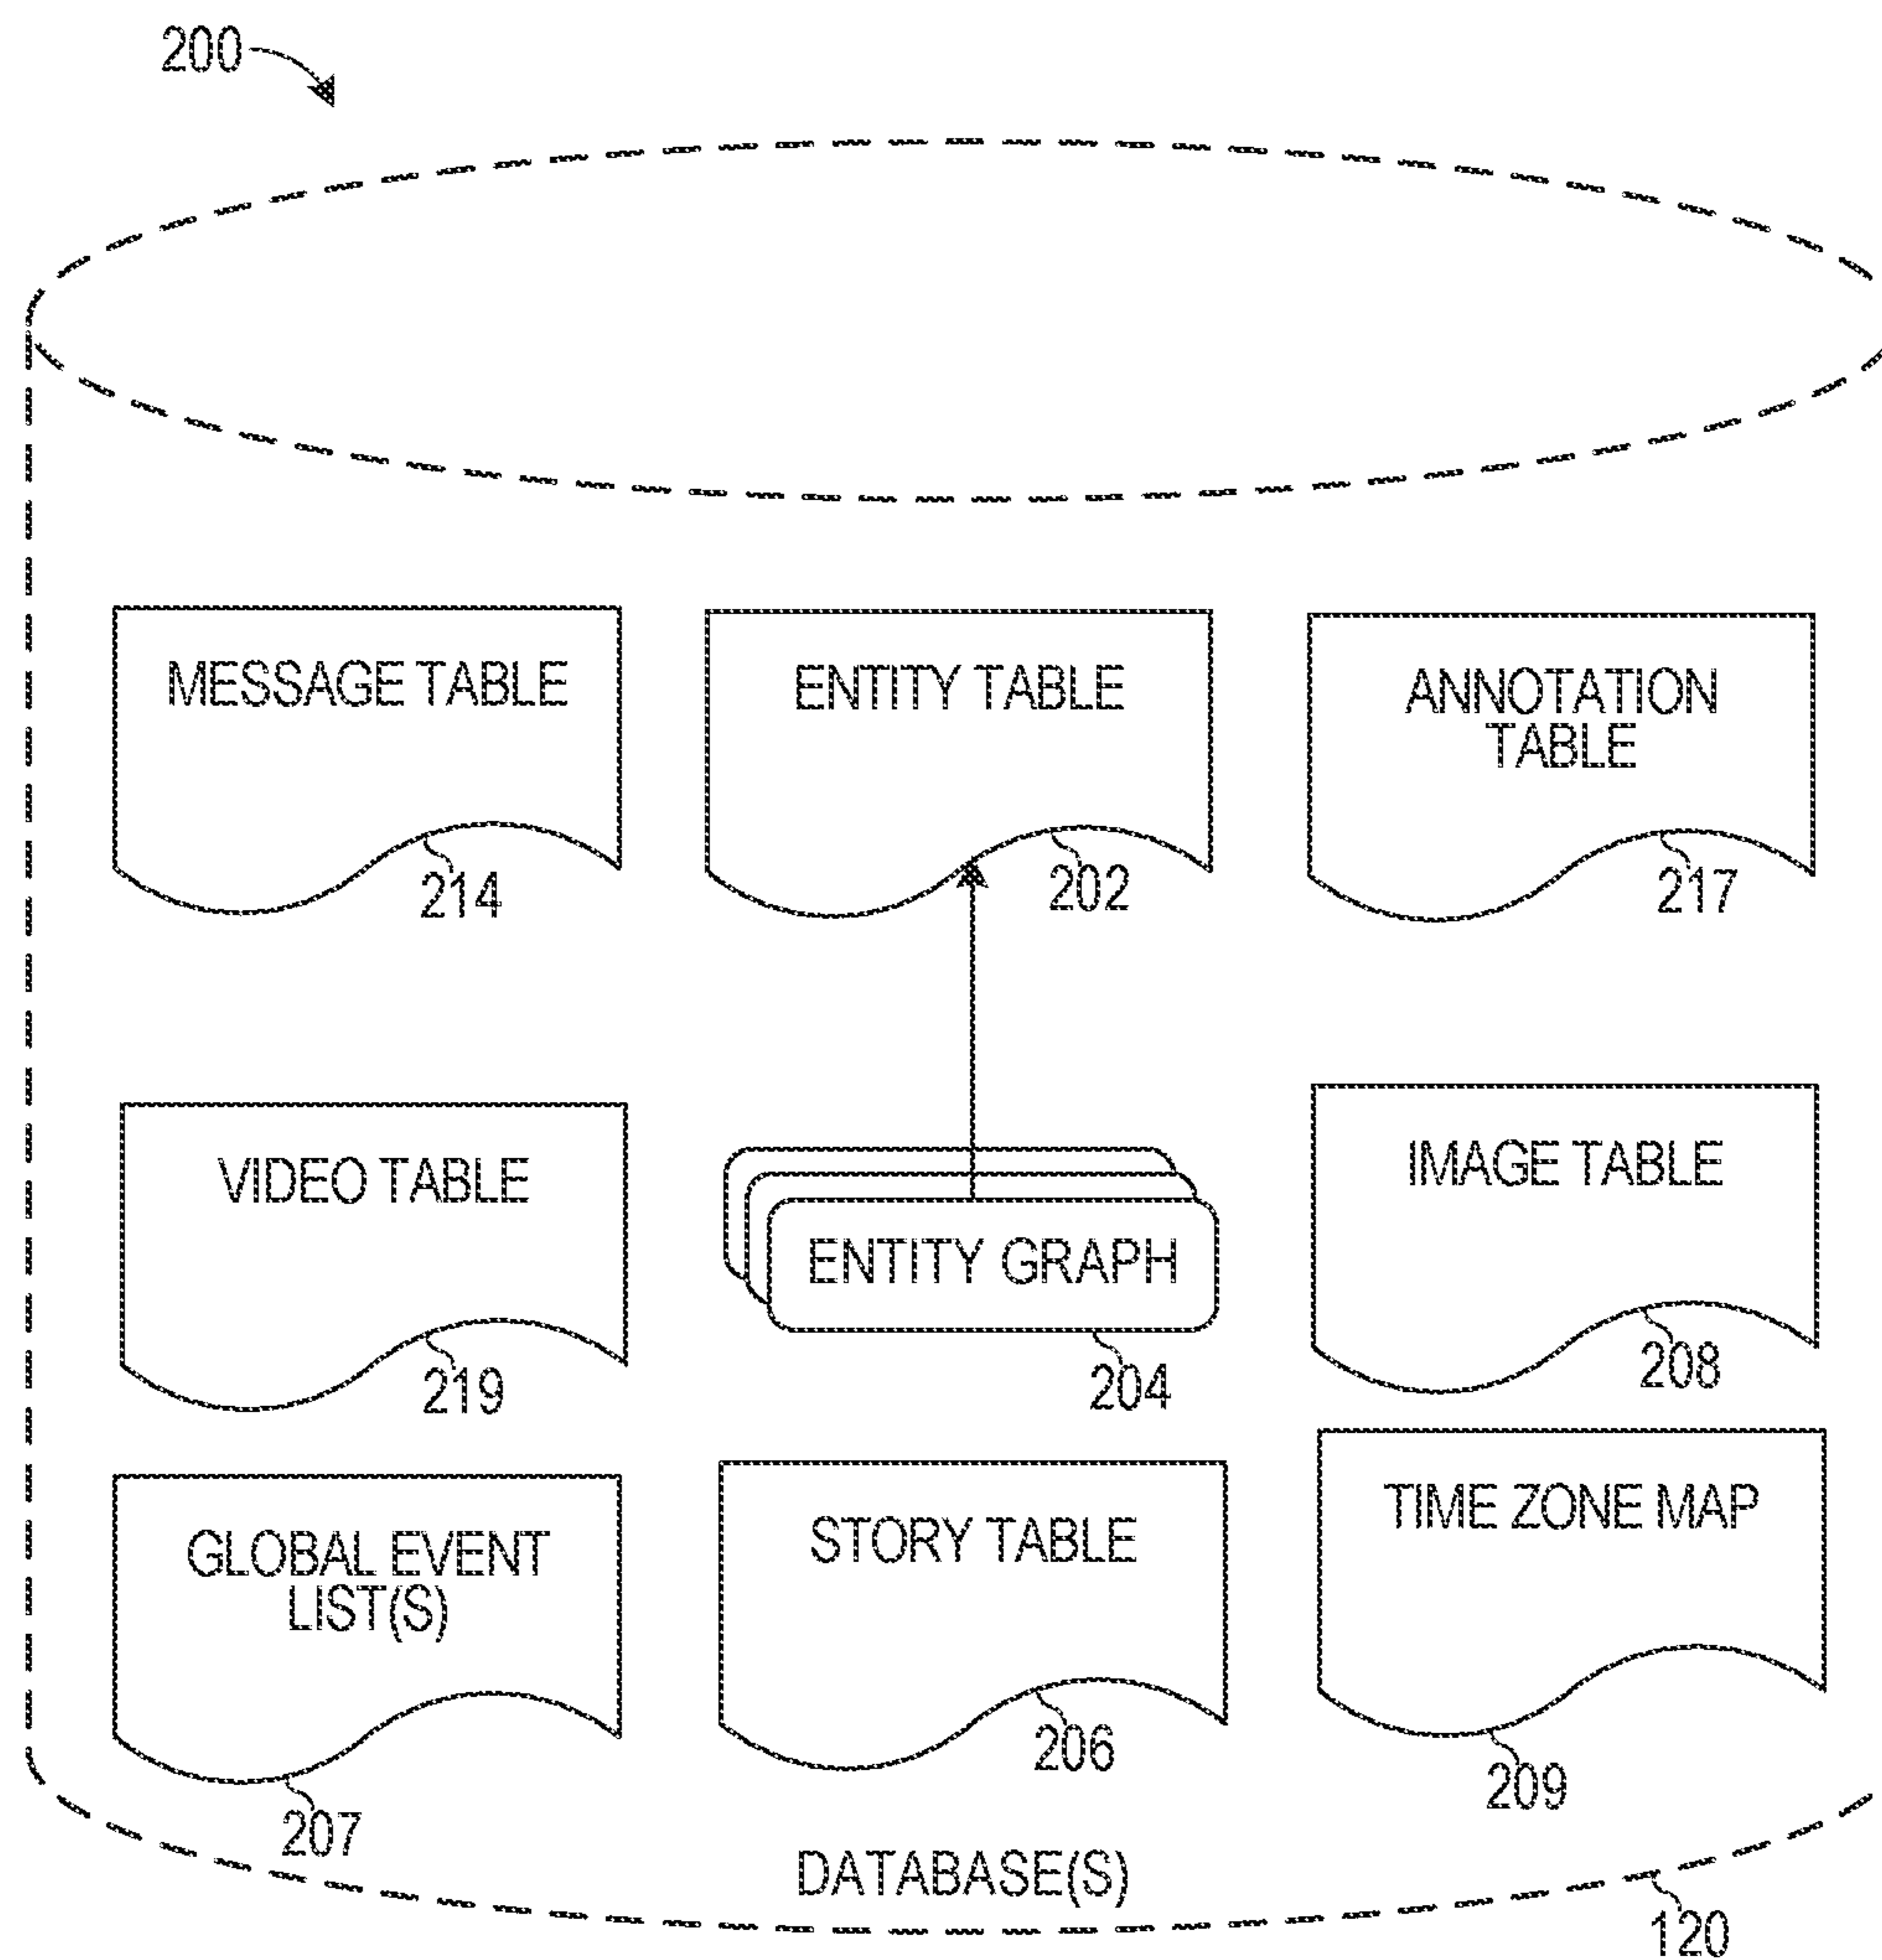 200
MESSAGE TABLE
214
ENTITY TABLE
202
ANNOTATION
TABLE
217
VIDEO TABLE
219
ENTITY GRAPH
204
IMAGE TABLE
208
GLOBAL EVENT
LIST(S)
207
STORY TABLE
206
TIME ZONE MAP
209
DATABASE(S)
120